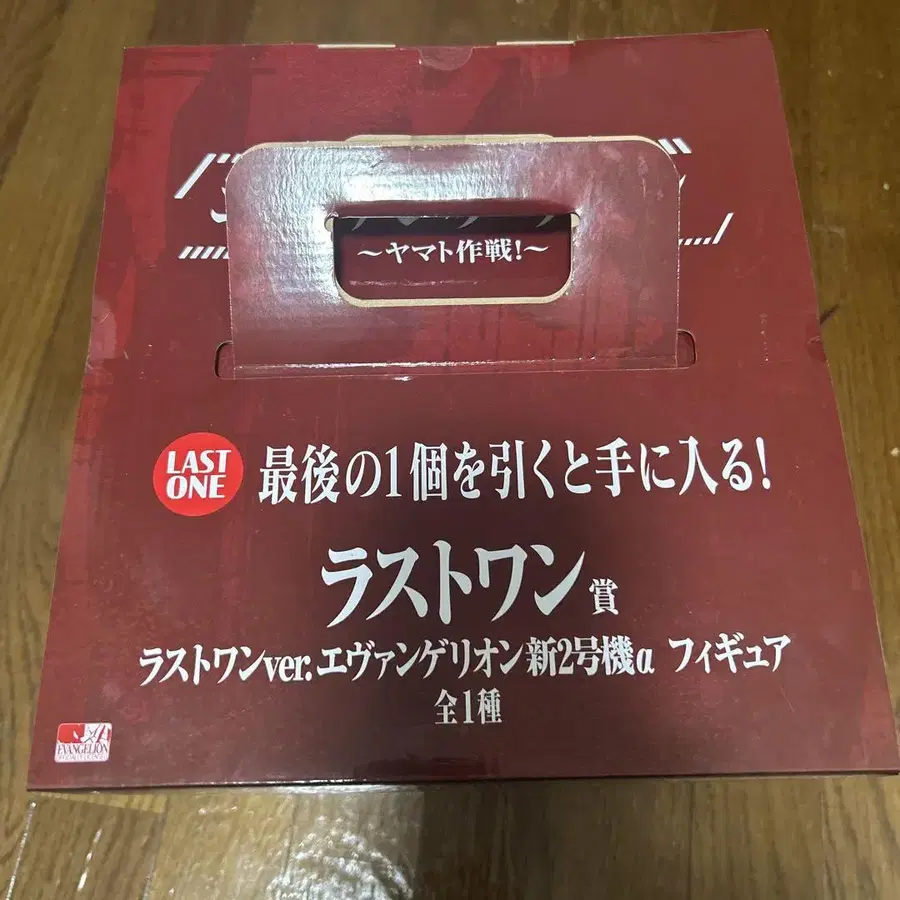 ～ヤマト作戦!～
LAST
ONE
最後の1個を引くと手に入る!
ラストワン賞
ラストワンver.エヴァンゲリオン新2号機α フィギュア
全1種
EVANGELION